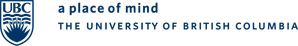 UBC
a place of mind
THE UNIVERSITY OF BRITISH COLUMBIA